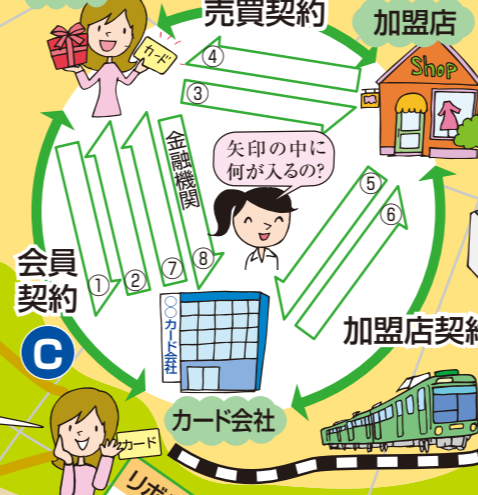 売買契約
加盟店
カード
④
Shop
③
金融機関
矢印の中に
何が入るの?
⑤
⑥
会員
契約
①
②
⑦
⑧
○○カード会社
C
加盟店契約
カード会社
カード
リボ